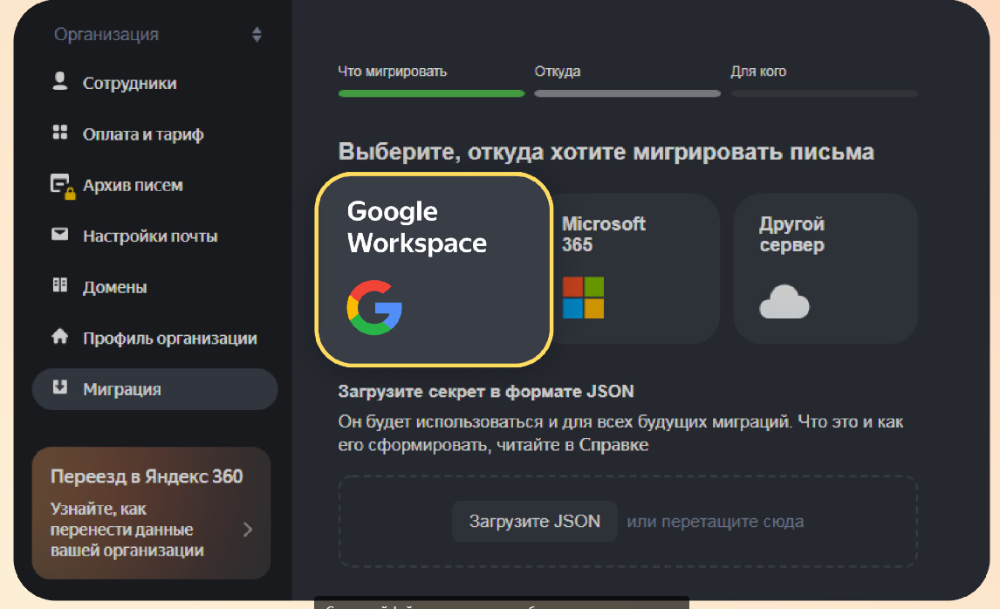 Организация
Сотрудники
Оплата и тариф
Архив писем
Настройки почты
Домены
Профиль организации
Миграция
Переезд в Яндекс 360
Узнайте, как
перенести данные
вашей организации
Что мигрировать
Откуда
Для кого
Выберите, откуда хотите мигрировать письма
Google
Workspace
Microsoft
365
Другой
сервер
Загрузите секрет в формате JSON
Он будет использоваться и для всех будущих миграций. Что это и как
его сформировать, читайте в Справке
Загрузите JSON или перетащите сюда